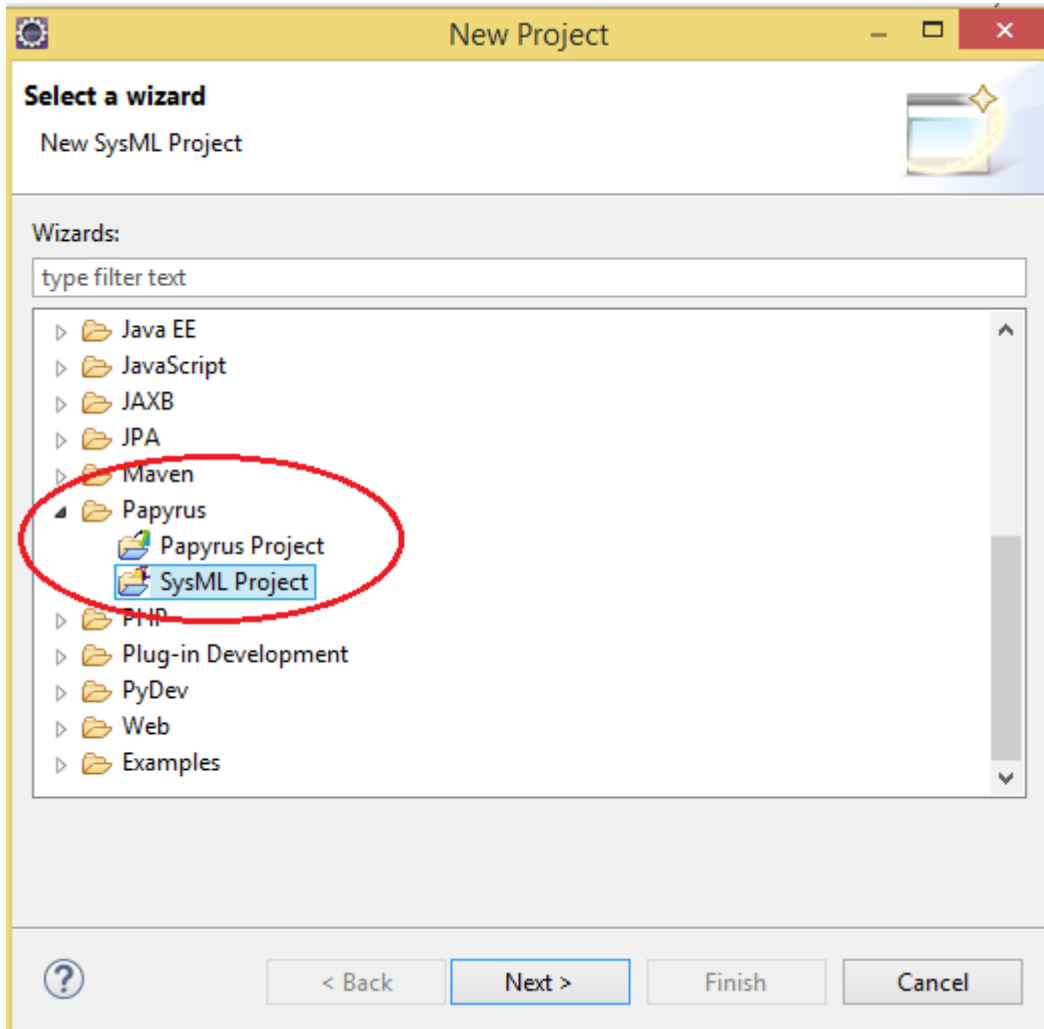 New Project
Select a wizard
New SysML Project
Wizards:
type filter text
Java EE
JavaScript
JAXB
JPA
Maven
Papyrus
Papyrus Project
SysML Project
PHP
Plug-in Development
PyDev
Web
Examples
< Back Next > Finish Cancel